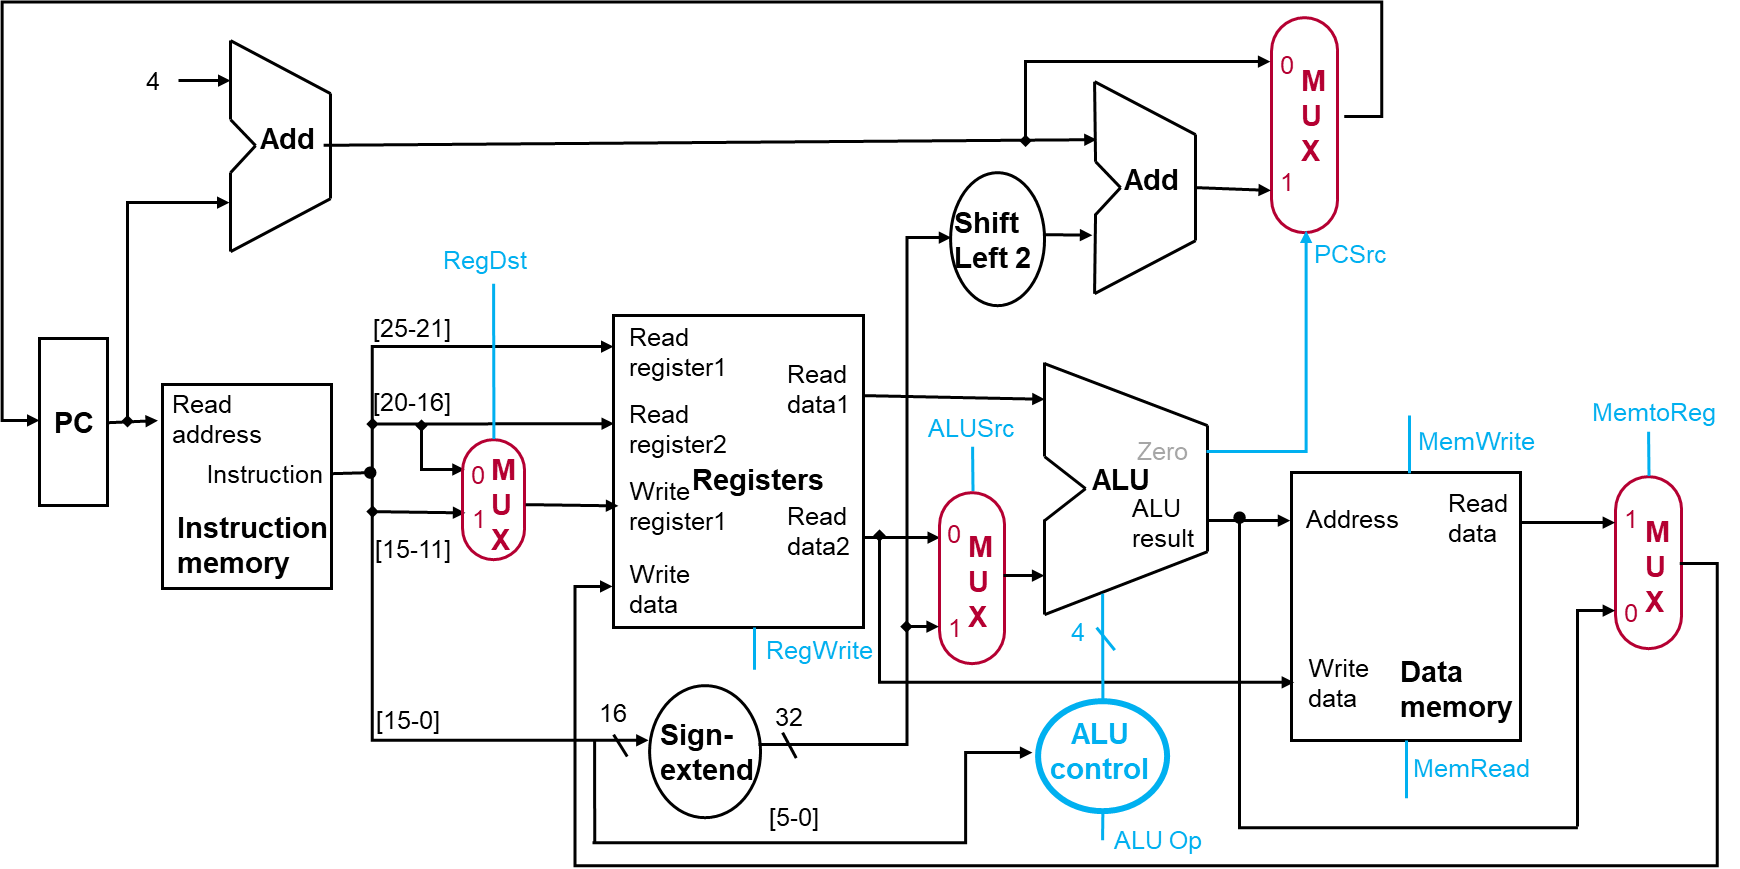 4
Add
0
M
U
X
1
Add
Shift
Left 2
PCSrc
RegDst
[25-21]
[20-16]
[15-11]
[15-0]
PC
Read
address
Instruction
Instruction
memory
0
1
M
U
X
Read
register1
Read
register2
Write
register1
Write
data
Registers
Read
data1
Read
data2
RegWrite
ALUSrc
0
M
U
X
1
Zero
ALU
ALU
result
4
ALU
control
ALU Op
16
Sign-
extend
32
[5-0]
MemWrite
Address
Read
data
Write
data
Data
memory
MemRead
MemtoReg
1
M
U
X
0